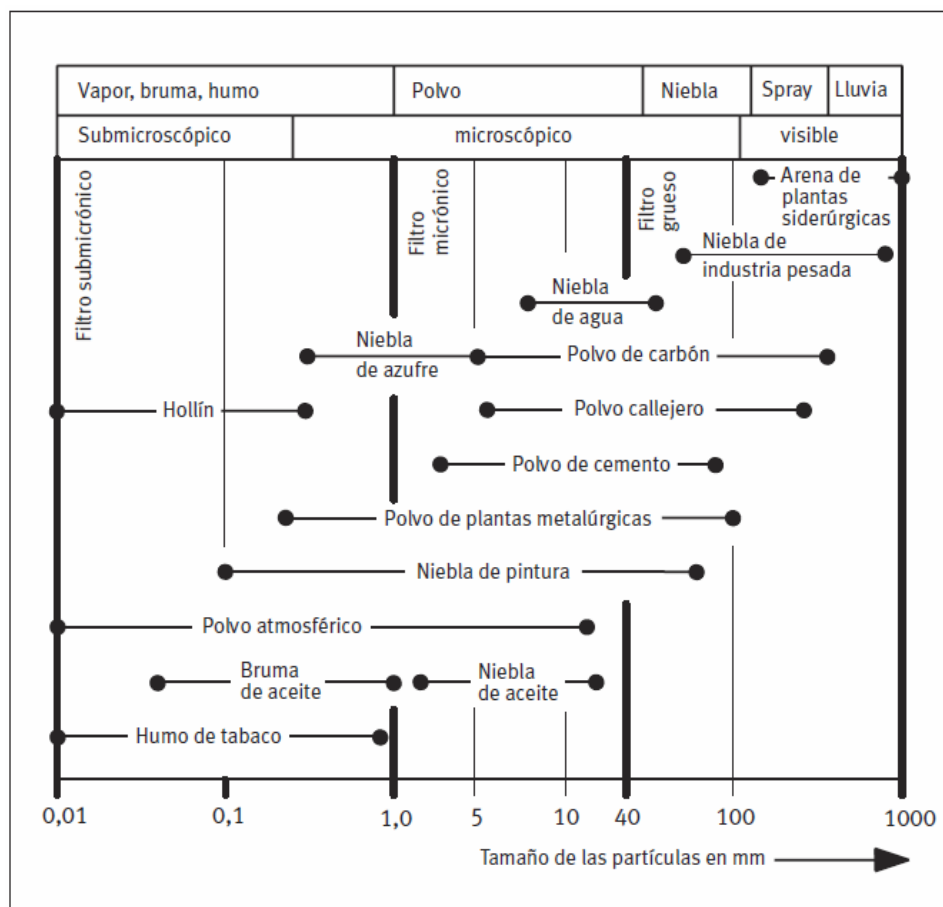 Vapor, bruma, humo
Polvo
Niebla
Spray
Lluvia
Submicroscópico
microscópico
visible
Filtro submicrónico
Filtro
micrónico
Filtro
grueso
Arena de
plantas
siderúrgicas
Niebla de
industria pesada
Niebla
de agua
Niebla
de azufre
Polvo de carbón
Hollín
Polvo callejero
Polvo de cemento
Polvo de plantas metalúrgicas
Niebla de pintura
Polvo atmosférico
Bruma
de aceite
Niebla
de aceite
Humo de tabaco
0,01
0,1
1,0
5
10
40
100
1000
Tamaño de las partículas en mm